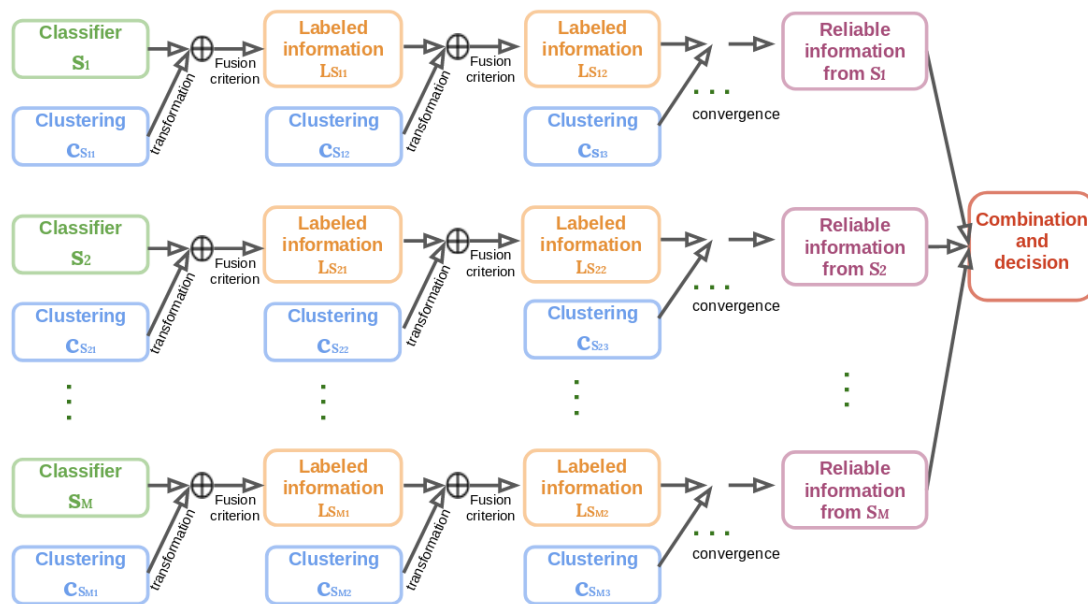 Classifier
S1
Fusion
criterion
Labeled
information
LS11
Fusion
criterion
Labeled
information
LS12
Reliable
information
from S1
transformation
transformation
convergence
Clustering
CS11
Clustering
CS12
Clustering
CS13
Classifier
S2
Fusion
criterion
Labeled
information
LS21
Fusion
criterion
Labeled
information
LS22
Reliable
information
from S2
Combination
and
decision
transformation
transformation
convergence
Clustering
CS21
Clustering
CS22
Clustering
CS23
Classifier
SM
Fusion
criterion
Labeled
information
LSM1
Fusion
criterion
Labeled
information
LSM2
Reliable
information
from SM
transformation
transformation
convergence
Clustering
CSM1
Clustering
CSM2
Clustering
CSM3